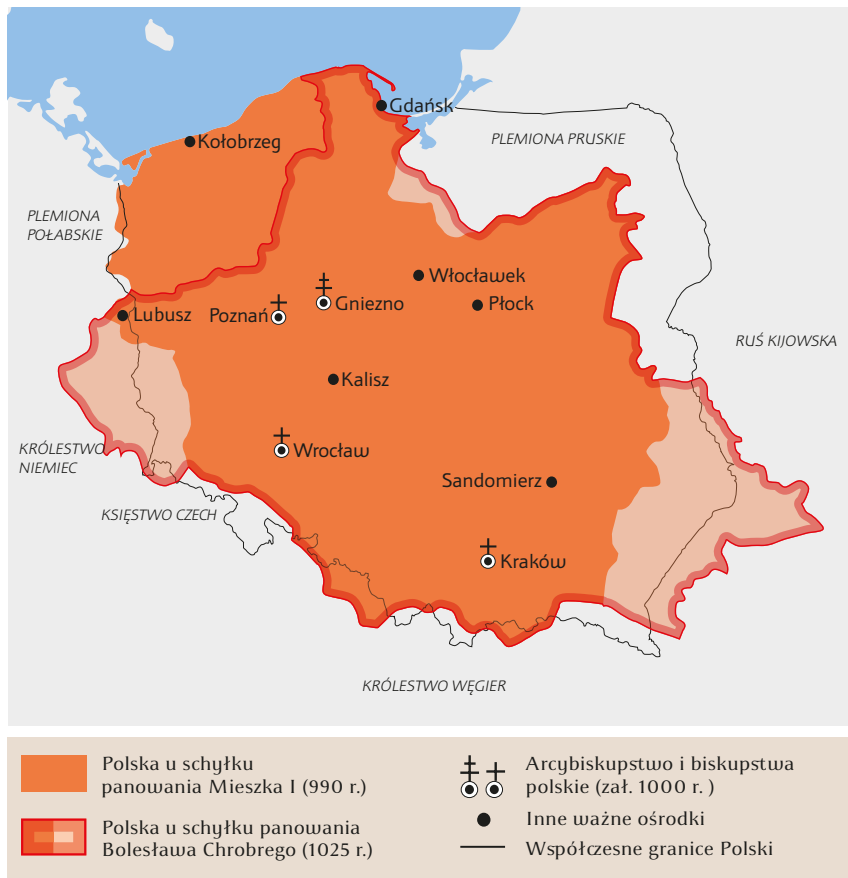 Gdańsk
PLEMIONA PRUSKIE
Kołobrzeg
PLEMIONA
POŁABSKIE
Włocławek
Gniezno
Płock
Lubusz
Poznań
RUŚ KIJOWSKA
Kalisz
KRÓLESTWO
NIEMIEC
Wrocław
Sandomierz
KSIĘSTWO CZECH
Kraków
KRÓLESTWO WĘGIER
Polska u schyłku
panowania Mieszka I (990 r.)
Polska u schyłku panowania
Bolesława Chrobrego (1025 r.)
Arcybiskupstwo i biskupstwa
polskie (zał. 1000 r. )
Inne ważne ośrodki
Współczesne granice Polski